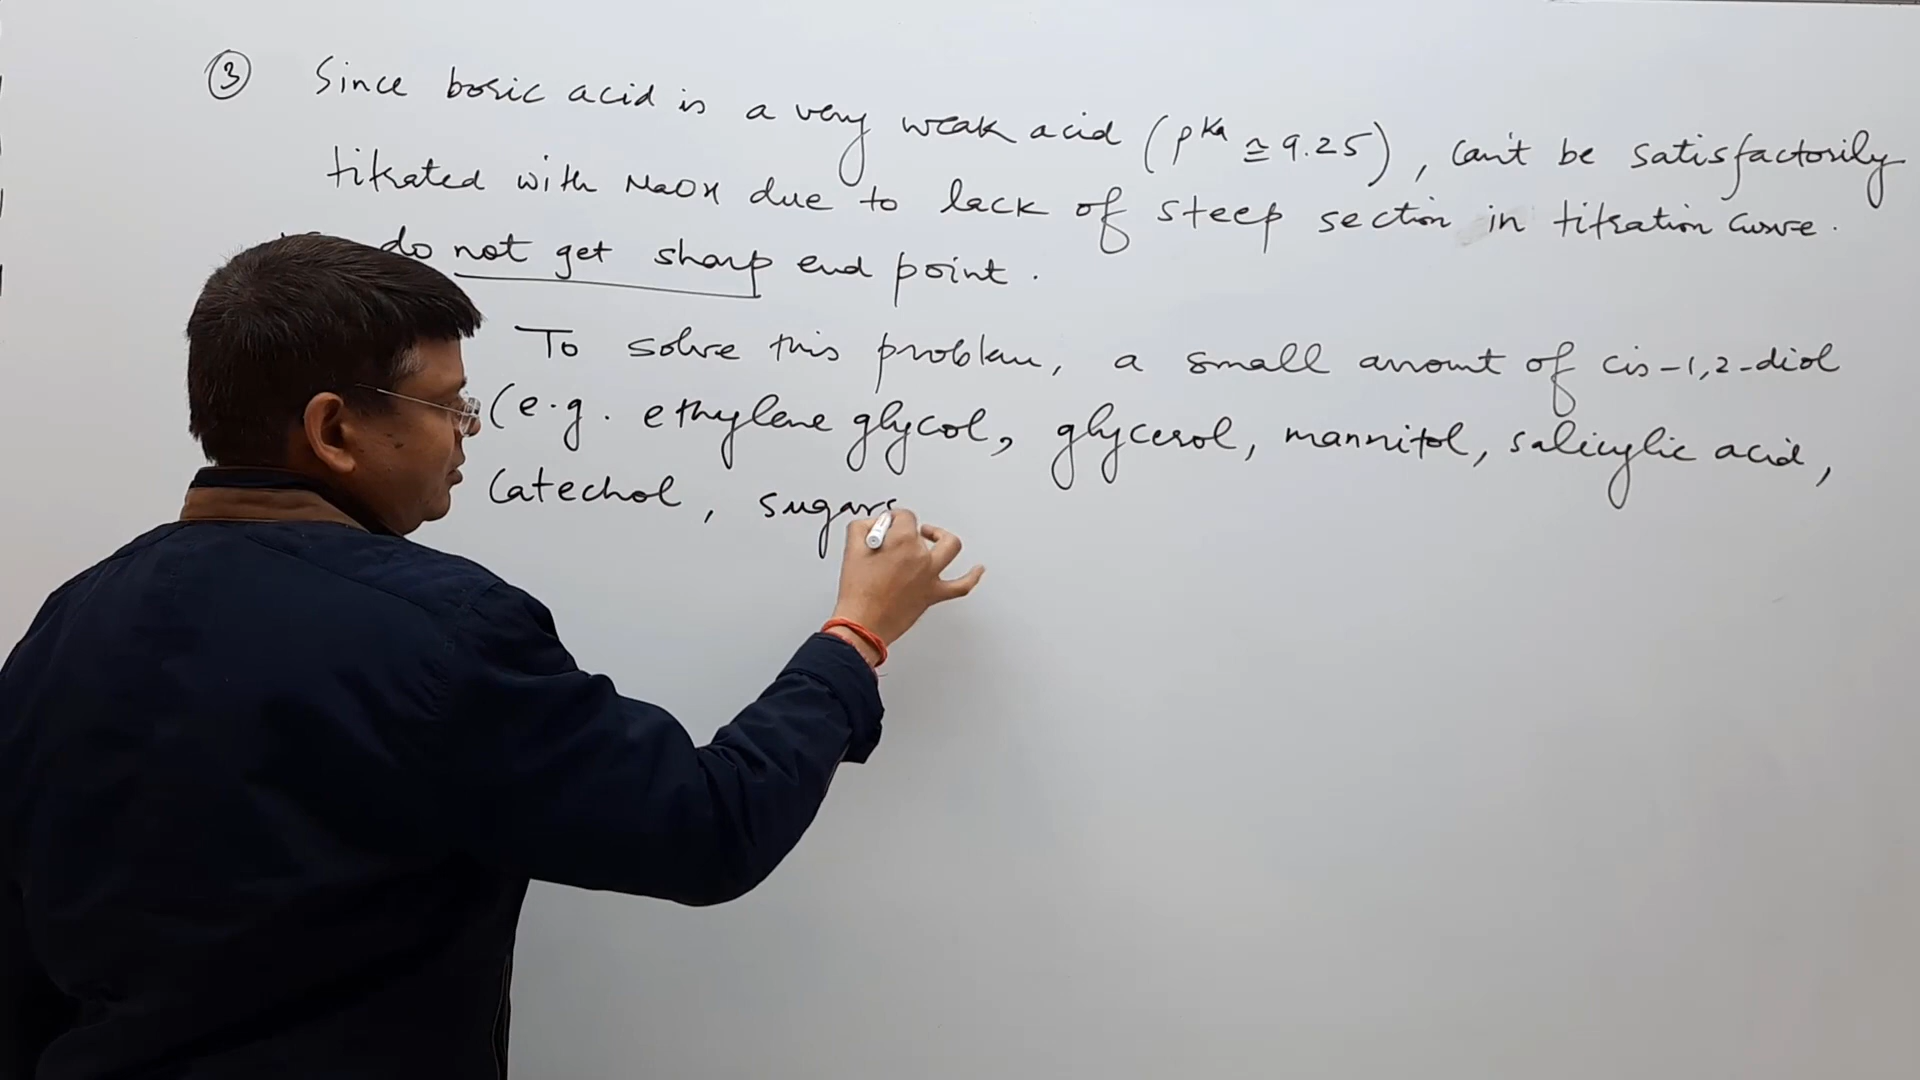 ③ Since boric acid is a very weak acid (pKa ≅ 9.25), can't be satisfactorily
titrated with NaOH due to lack of steep section in titration curve.
do not get sharp end point.
To solve this problem, a small amount of cis-1,2-diol
(e.g. ethylene glycol, glycerol, mannitol, salicylic acid,
Catechol, sugars